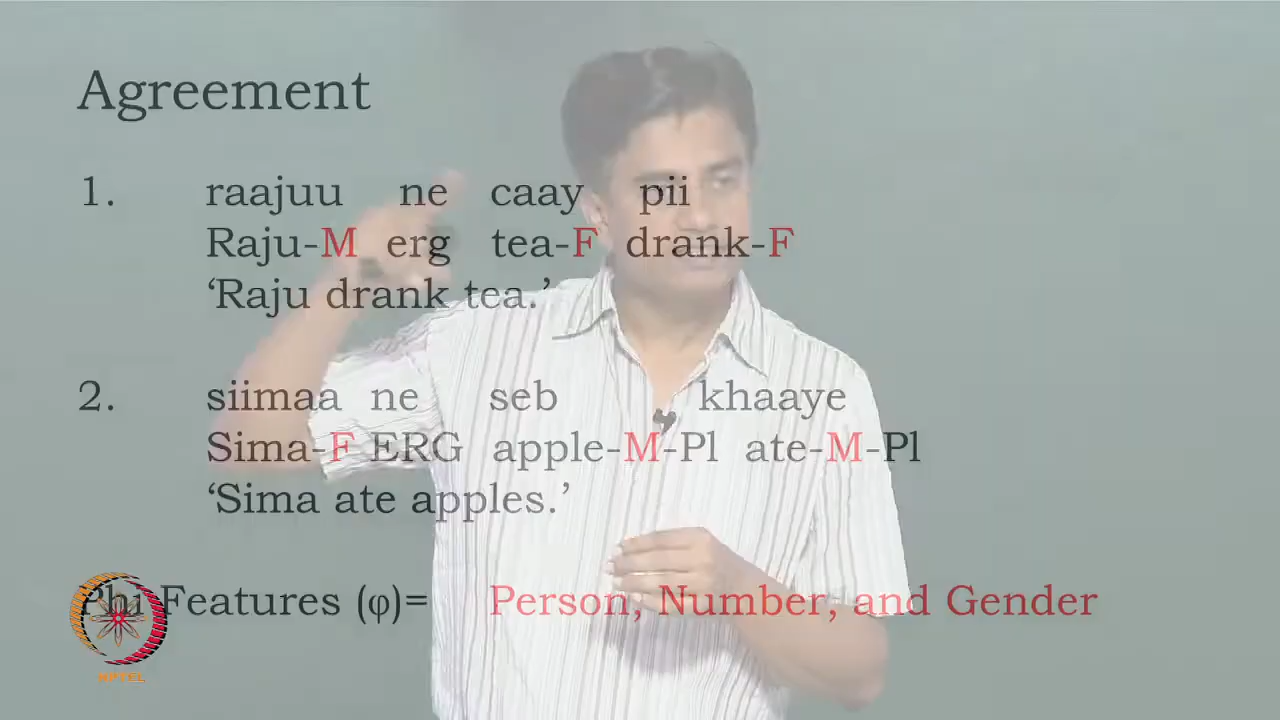 Agreement
1. raajuu ne caay pii
Raju-M erg tea-F drank-F
‘Raju drank tea.’
2. siimaa ne seb khaaye
Sima-F ERG apple-M-Pl ate-M-Pl
‘Sima ate apples.’
Phi Features (φ)= Person, Number, and Gender
NPTEL